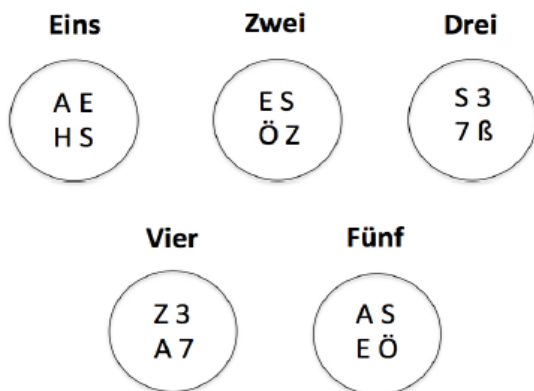 Eins Zwei Drei
A E E S S 3
H S Ö Z 7 ß
Vier Fünf
Z 3 A S
A 7 E Ö